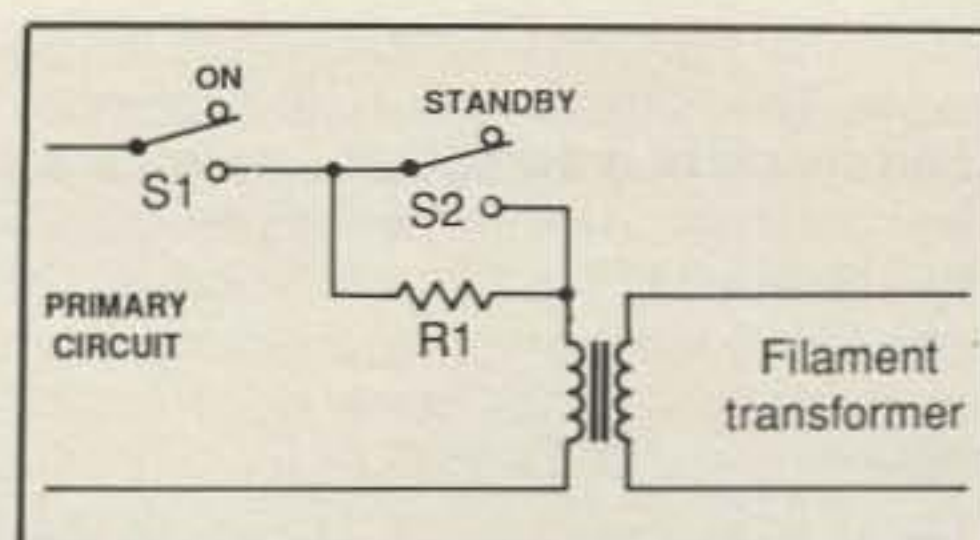 ON
STANDBY
S1
S2
PRIMARY
CIRCUIT
R1
Filament
transformer